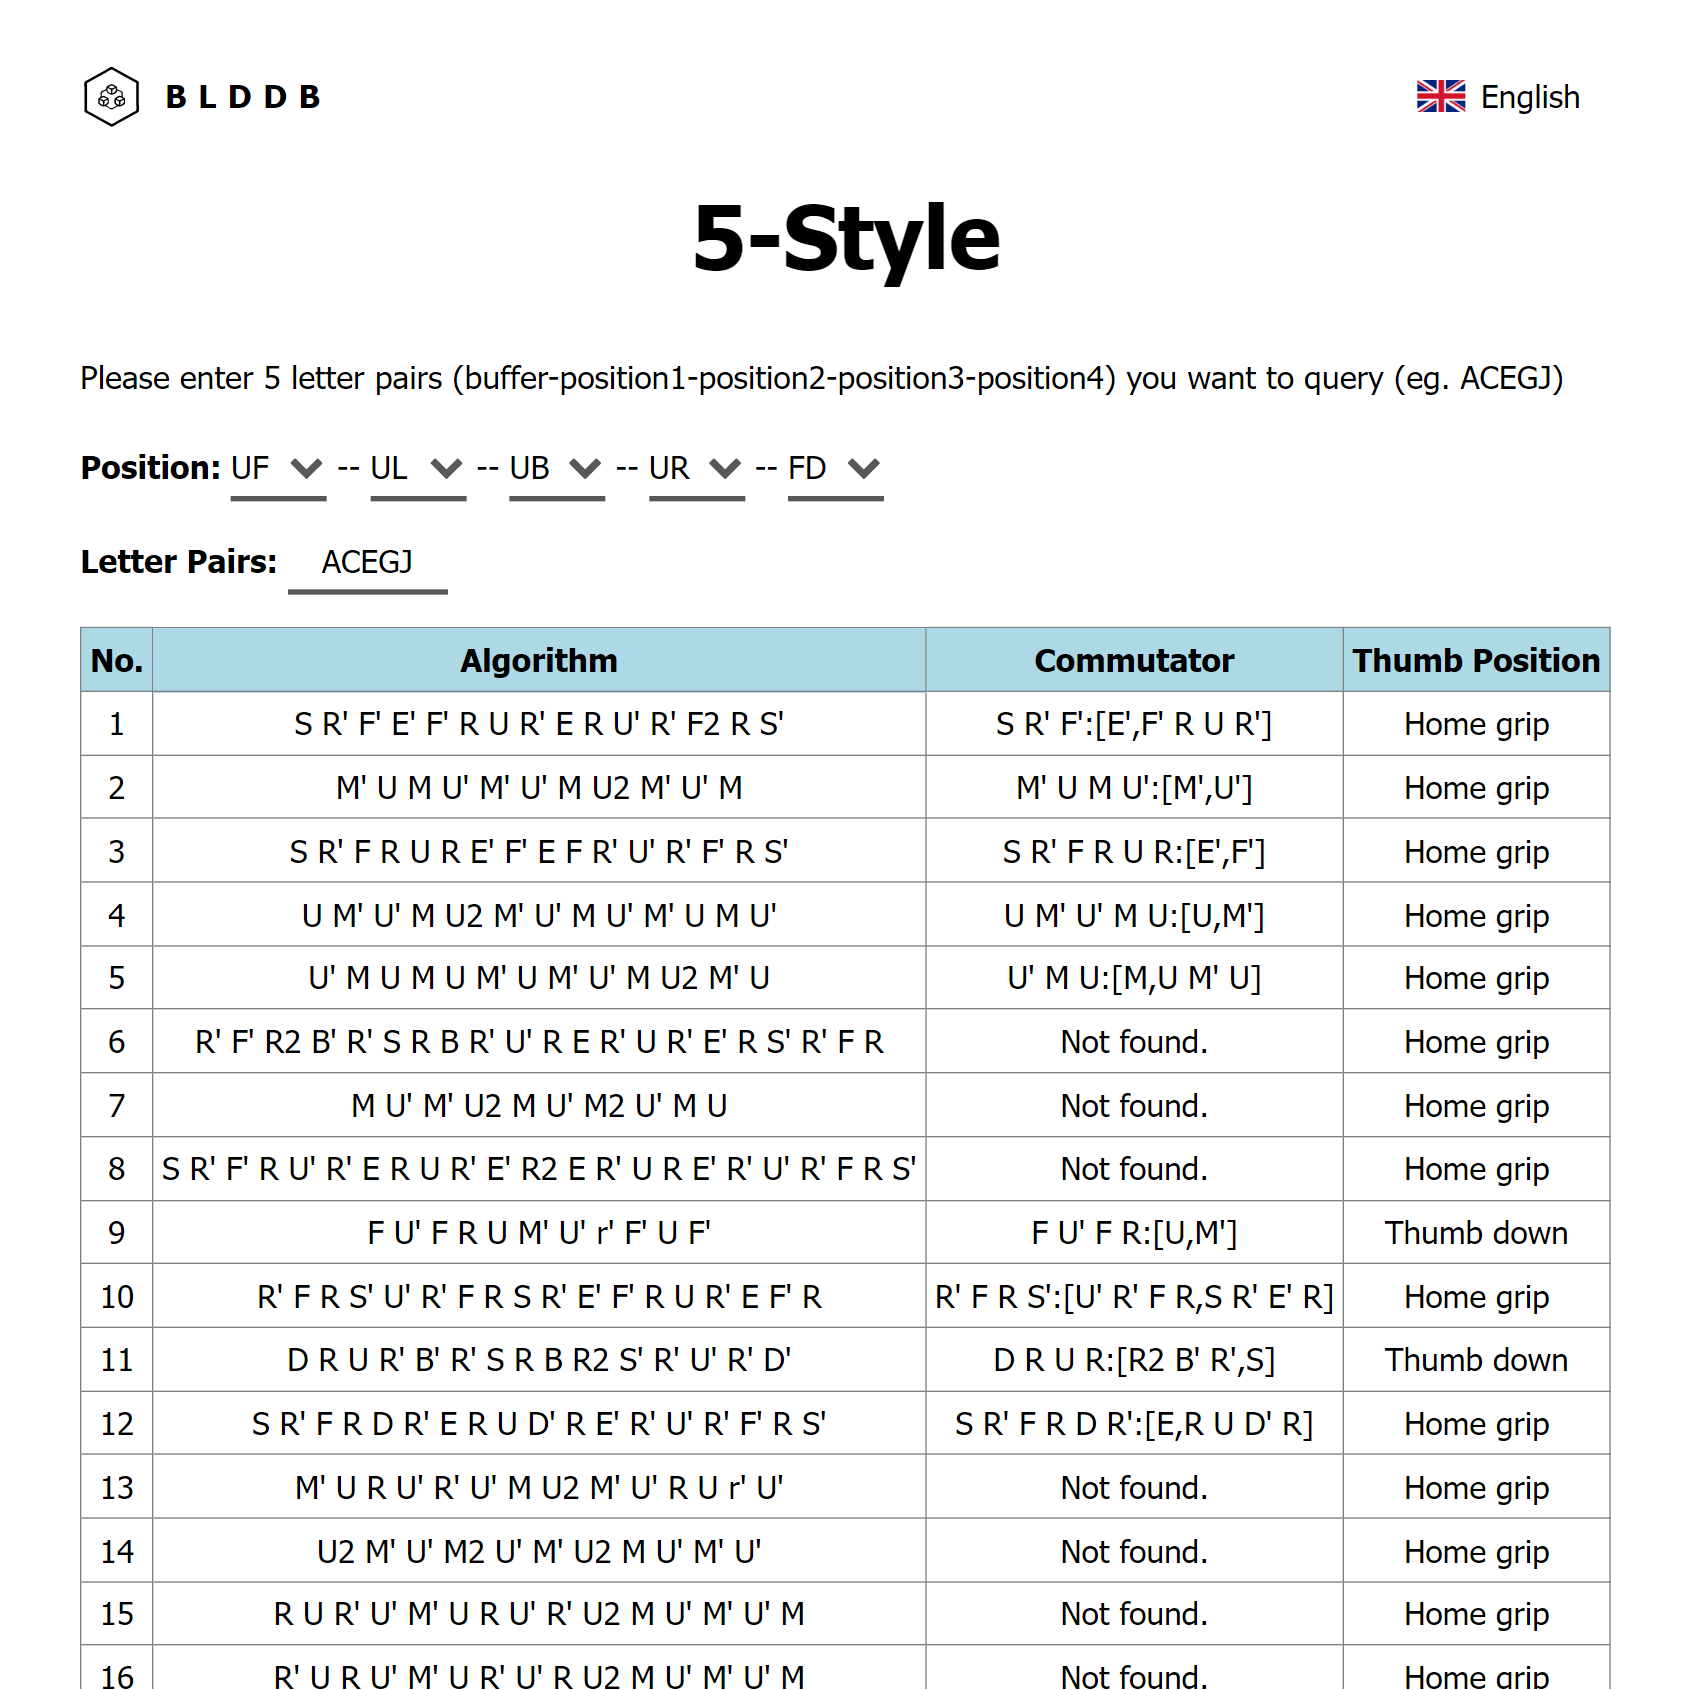 BLDDB English
5-Style
Please enter 5 letter pairs (buffer-position1-position2-position3-position4) you want to query (eg. ACEGJ)
Position: UF -- UL -- UB -- UR -- FD
Letter Pairs: ACEGJ
No. Algorithm Commutator Thumb Position
1 S R' F' E' F' R U R' E R U' R' F2 R S' S R' F':[E',F' R U R'] Home grip
2 M' U M U' M' U' M U2 M' U' M M' U M U':[M',U'] Home grip
3 S R' F R U R E' F' E F R' U' R' F' R S' S R' F R U R:[E',F'] Home grip
4 U M' U' M U2 M' U' M U' M' U M U' U M' U' M U:[U,M'] Home grip
5 U' M U M U M' U M' U' M U2 M' U U' M U:[M,U M' U] Home grip
6 R' F' R2 B' R' S R B R' U' R E R' U R' E' R S' R' F R Not found. Home grip
7 M U' M' U2 M U' M2 U' M U Not found. Home grip
8 S R' F' R U' R' E R U R' E' R2 E R' U R E' R' U' R' F R S' Not found. Home grip
9 F U' F R U M' U' r' F' U F' F U' F R:[U,M'] Thumb down
10 R' F R S' U' R' F R S R' E' F' R U R' E F' R R' F R S':[U' R' F R,S R' E' R] Home grip
11 D R U R' B' R' S R B R2 S' R' U' R' D' D R U R:[R2 B' R',S] Thumb down
12 S R' F R D R' E R U D' R E' R' U' R' F' R S' S R' F R D R':[E,R U D' R] Home grip
13 M' U R U' R' U' M U2 M' U' R U r' U' Not found. Home grip
14 U2 M' U' M2 U' M' U2 M U' M' U' Not found. Home grip
15 R U R' U' M' U R U' R' U2 M U' M' U' M Not found. Home grip
16 R' U R U' M' U R' U' R U2 M U' M' U' M Not found. Home grip